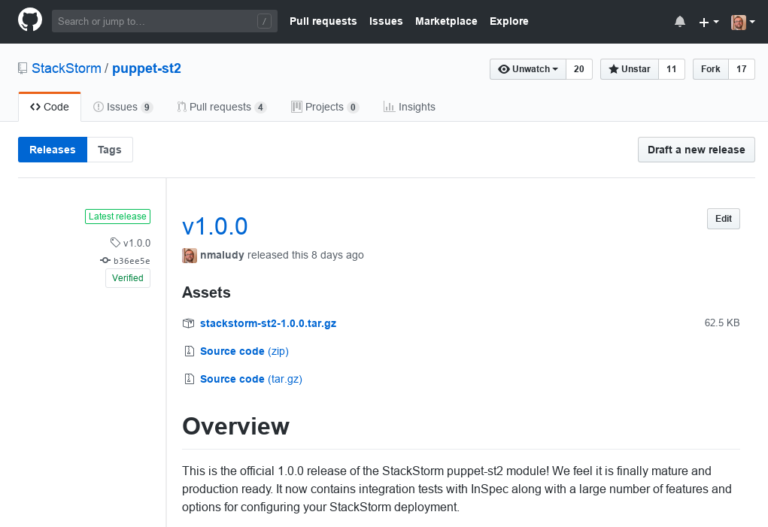 Search or jump to... /
Pull requests Issues Marketplace Explore
StackStorm / puppet-st2
Unwatch 20 Unstar 11 Fork 17
Code Issues 9 Pull requests 4 Projects 0 Insights
Releases Tags
Draft a new release
Latest release
v1.0.0
b36ee5e
Verified
v1.0.0
Edit
nmaludy released this 8 days ago
Assets
stackstorm-st2-1.0.0.tar.gz 62.5 KB
Source code (zip)
Source code (tar.gz)
Overview
This is the official 1.0.0 release of the StackStorm puppet-st2 module! We feel it is finally mature and
production ready. It now contains integration tests with InSpec along with a large number of features and
options for configuring your StackStorm deployment.